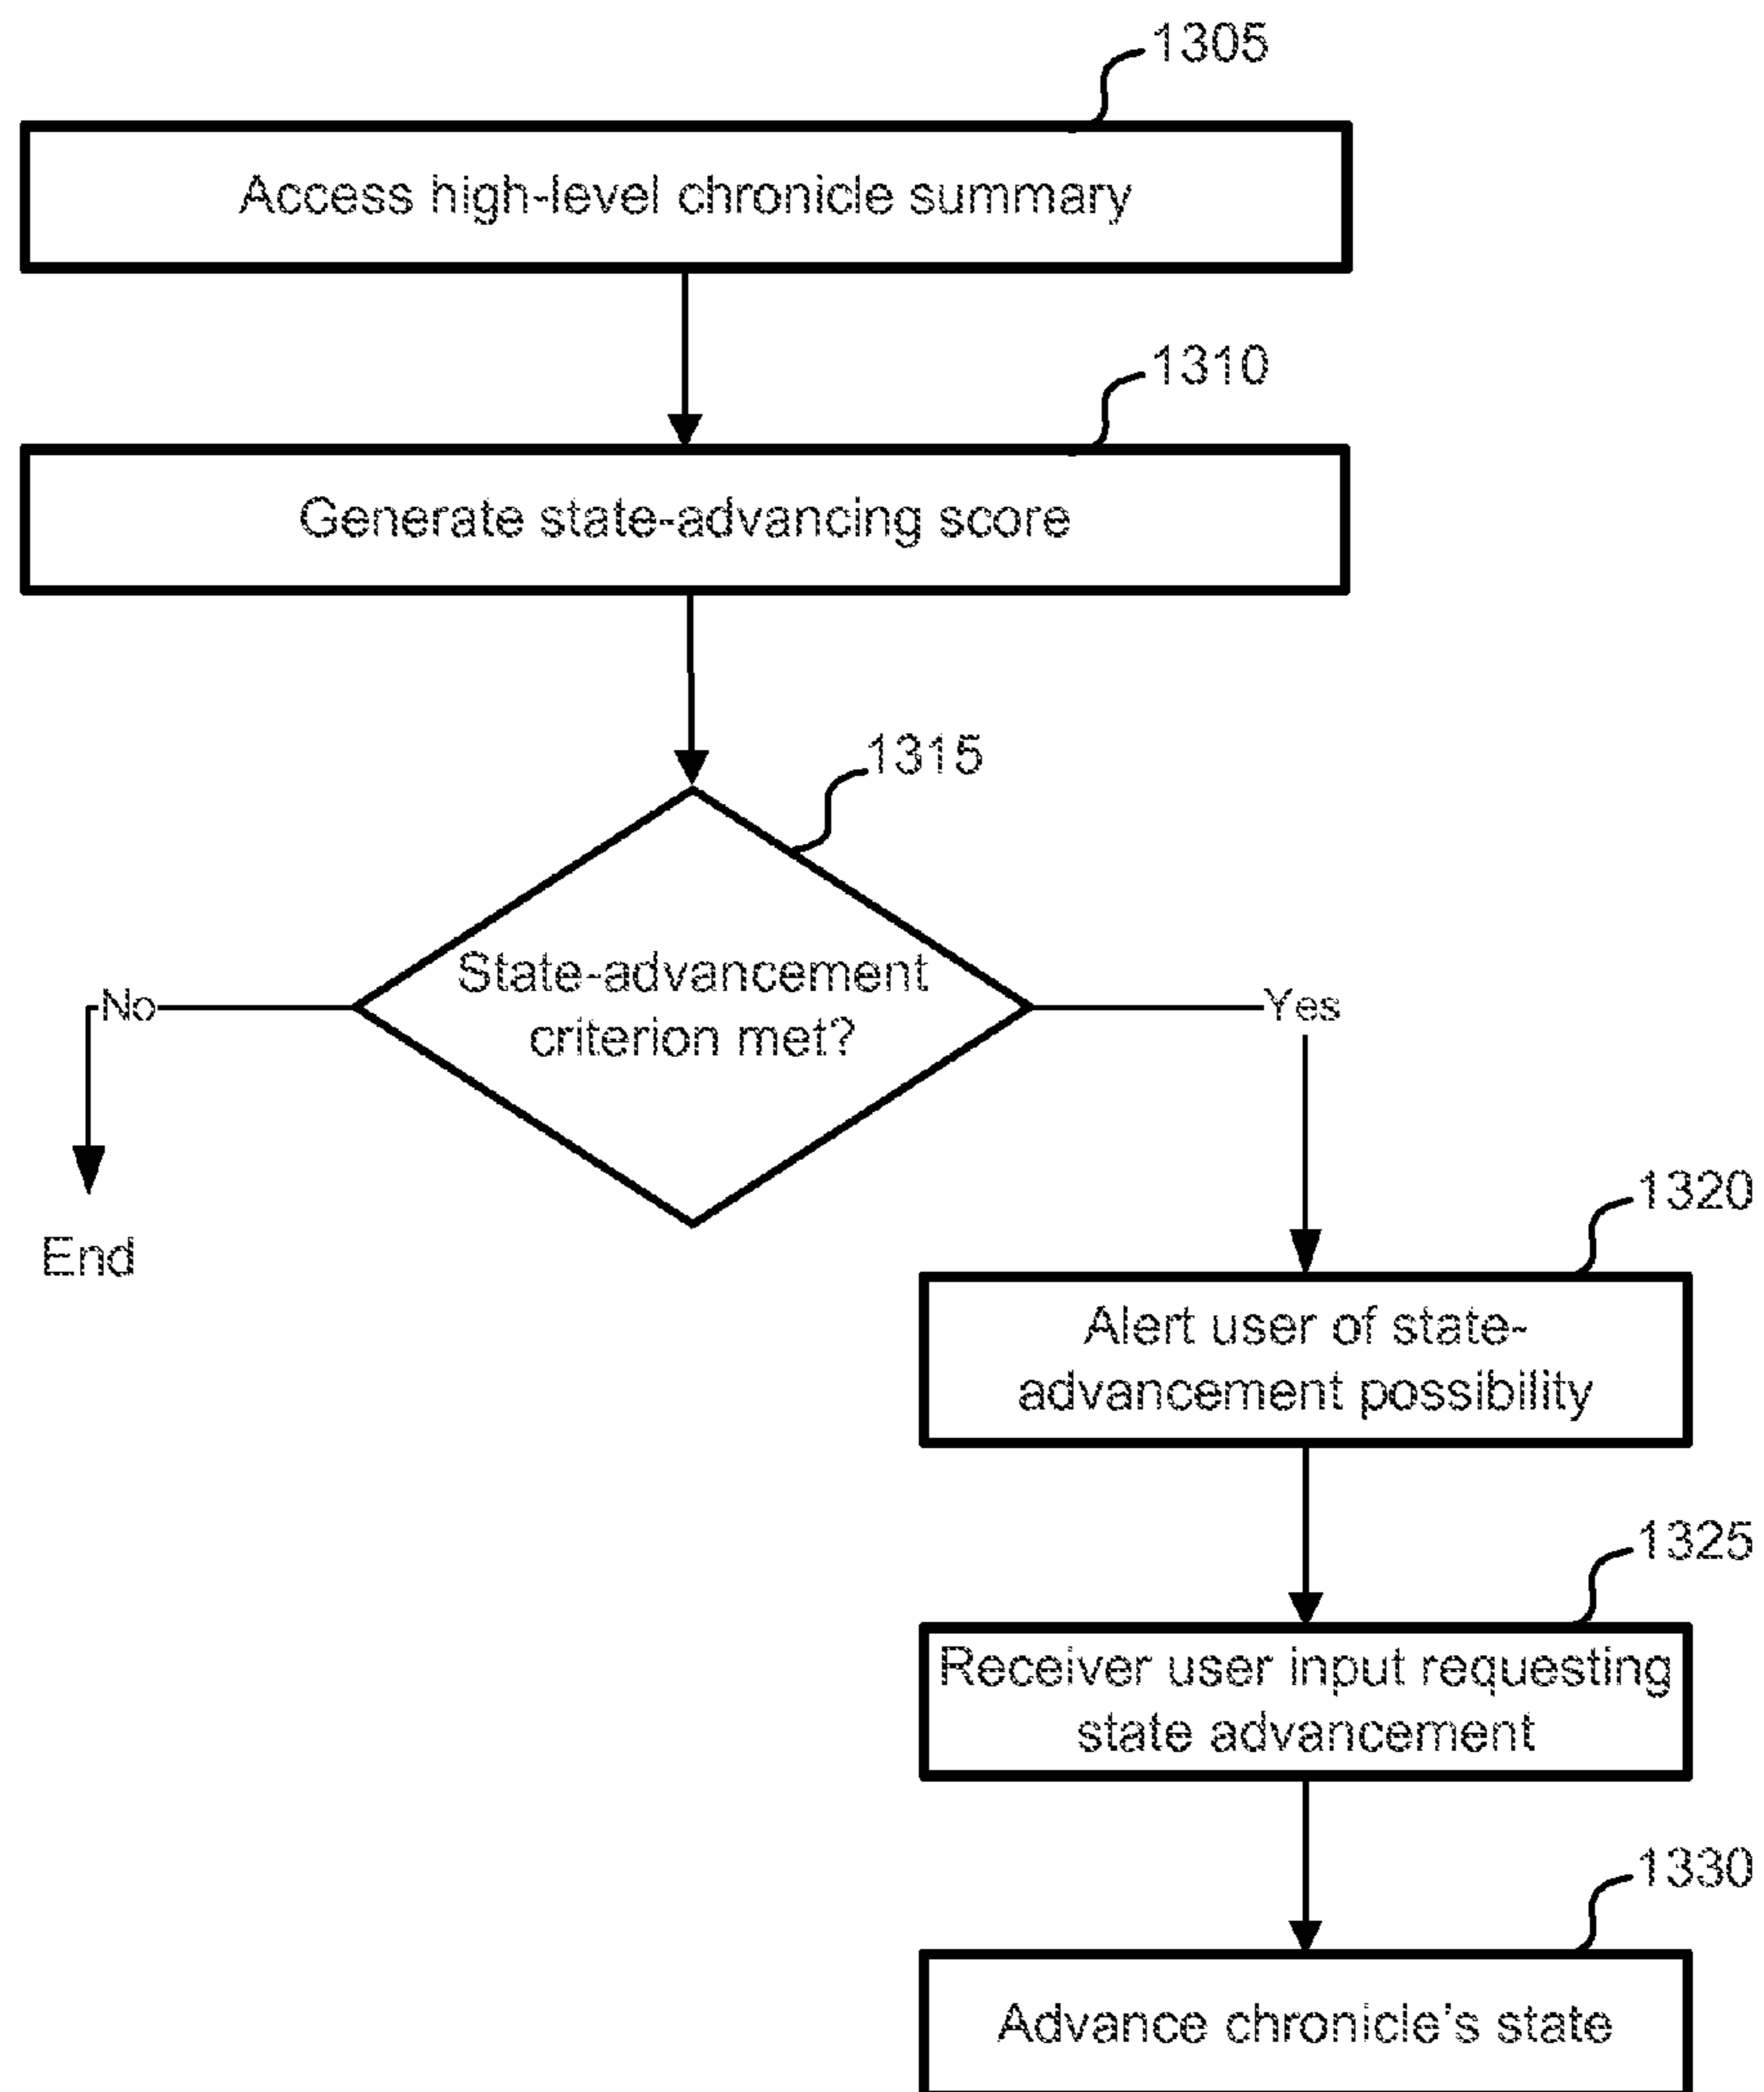 1305
Access high-level chronicle summary
1310
Generate state-advancing score
1315
State-advancement
criterion met?
No
Yes
End
1320
Alert user of state-
advancement possibility
1325
Receiver user input requesting
state advancement
1330
Advance chronicle's state